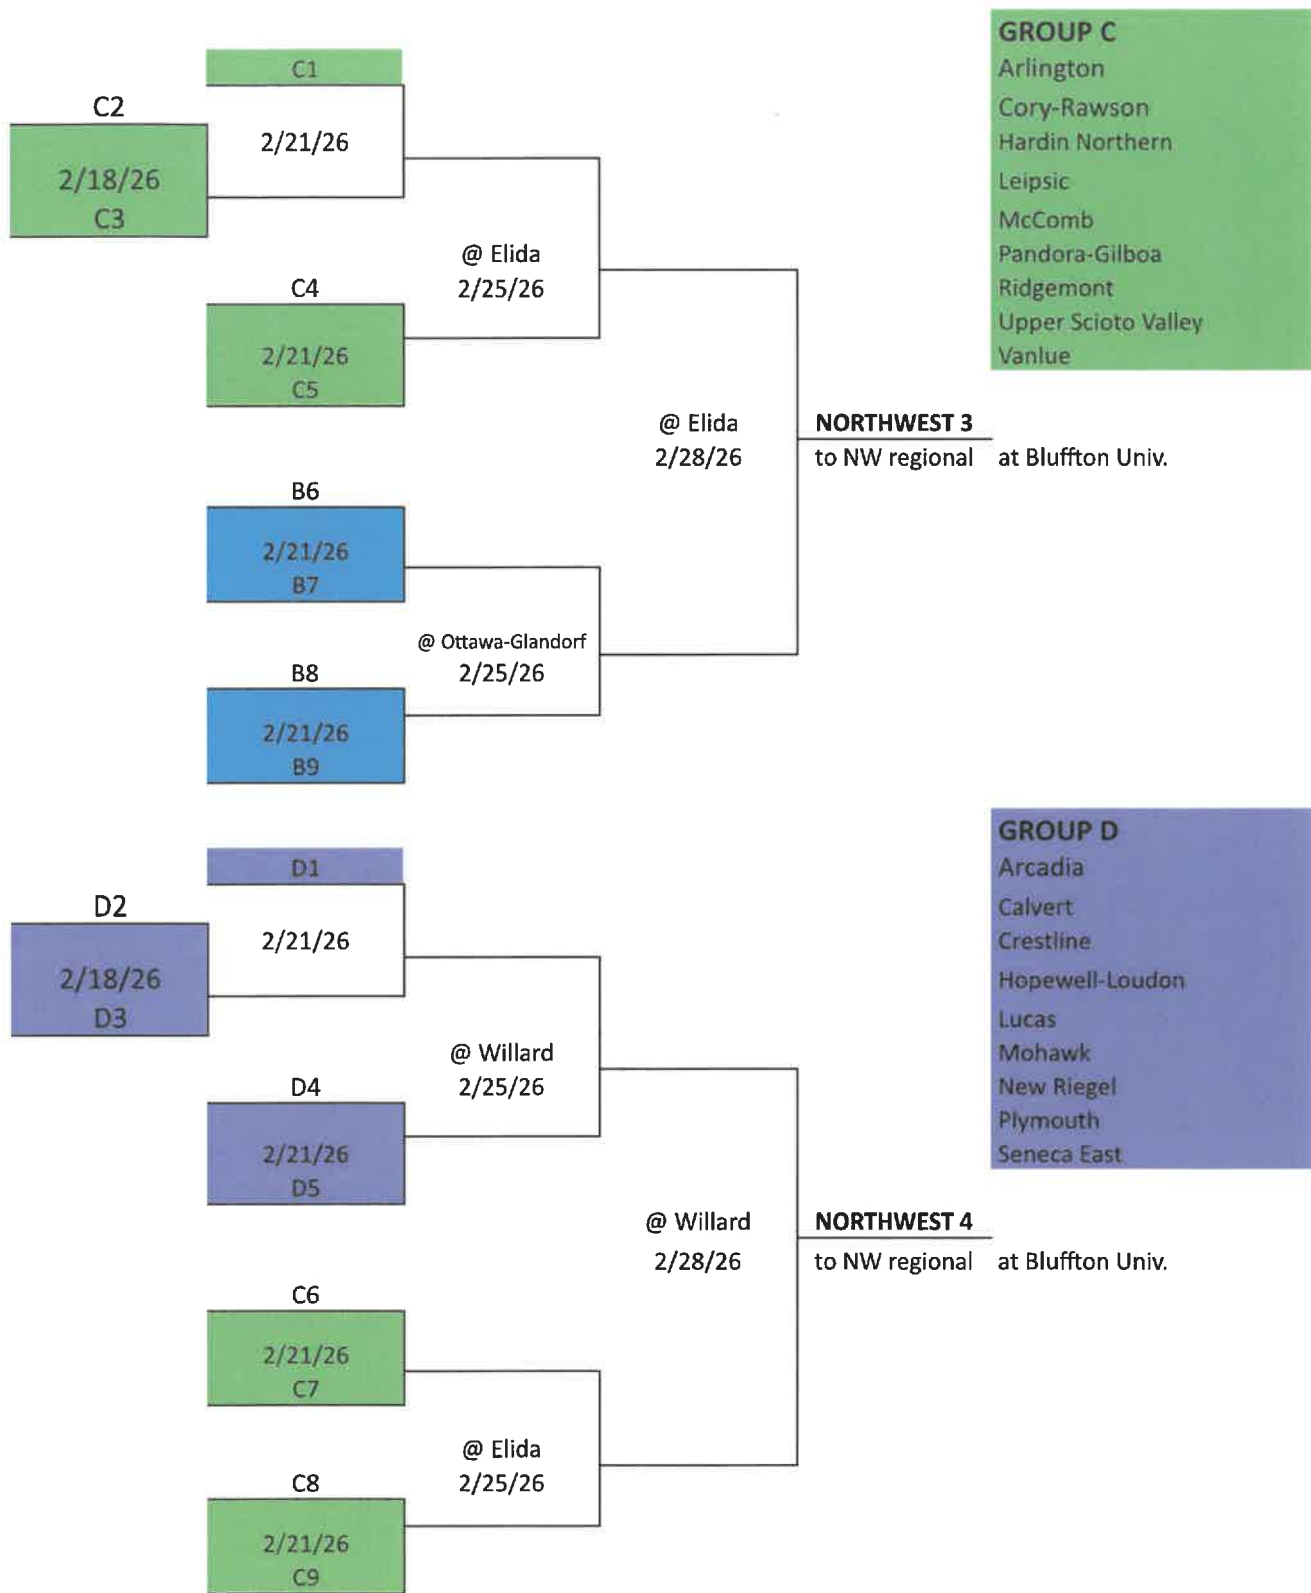 C1
C2
2/21/26
2/18/26
C3
@ Elida
2/25/26
C4
2/21/26
C5
@ Elida
2/28/26
NORTHWEST 3
to NW regional at Bluffton Univ.
B6
2/21/26
B7
@ Ottawa-Glandorf
2/25/26
B8
2/21/26
B9
GROUP C
Arlington
Cory-Rawson
Hardin Northern
Leipsic
McComb
Pandora-Gilboa
Ridgemont
Upper Scioto Valley
Vanlue
D1
D2
2/21/26
2/18/26
D3
@ Willard
2/25/26
D4
2/21/26
D5
@ Willard
2/28/26
NORTHWEST 4
to NW regional at Bluffton Univ.
C6
2/21/26
C7
@ Elida
2/25/26
C8
2/21/26
C9
GROUP D
Arcadia
Calvert
Crestline
Hopewell-Loudon
Lucas
Mohawk
New Riegel
Plymouth
Seneca East